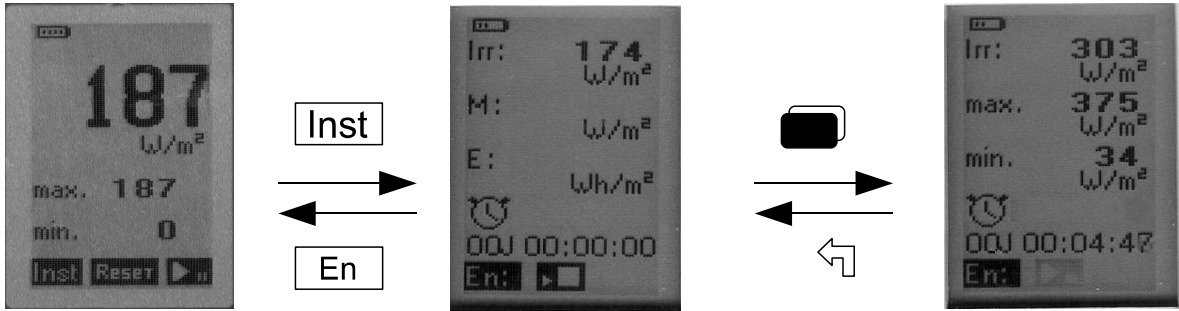 187
W/m²
max. 187
min. 0
Inst Reset
Inst
En
Irr: 174
W/m²
M:
W/m²
E:
Wh/m²
00J 00:00:00
En:
Irr: 303
W/m²
max. 375
W/m²
min. 34
W/m²
00J 00:04:47
En: